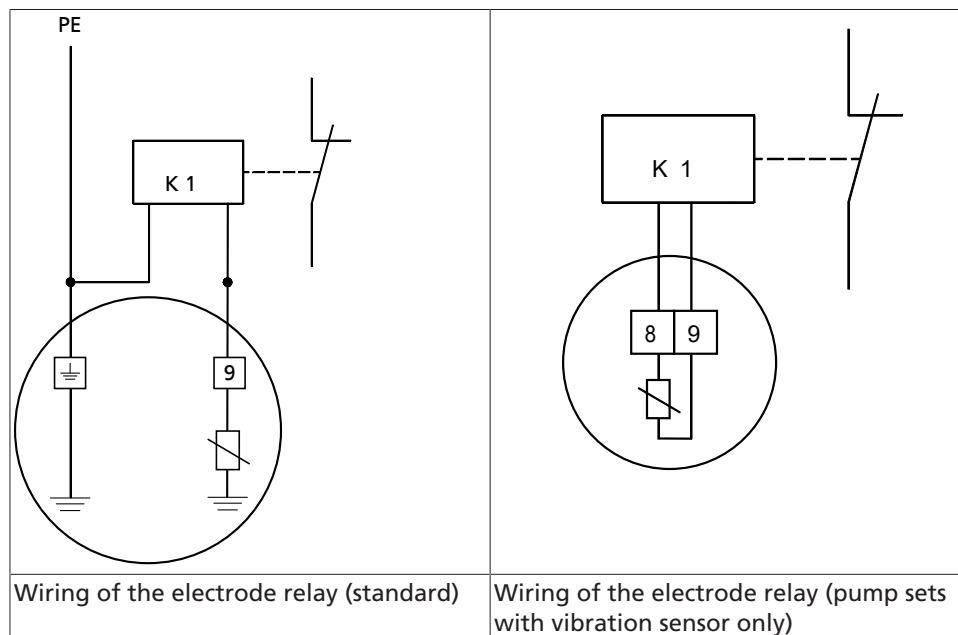 PE
K 1
9
Wiring of the electrode relay (standard)
K 1
8 9
Wiring of the electrode relay (pump sets
with vibration sensor only)